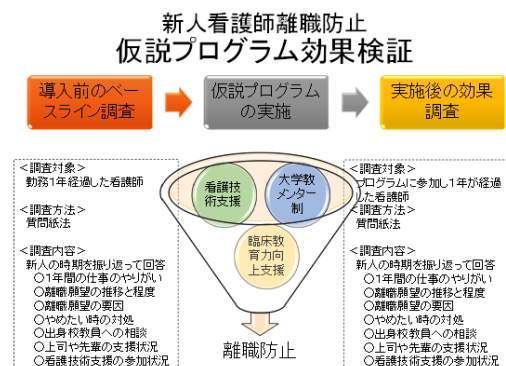 新人看護師離職防止
仮説プログラム効果検証
導入前のベー
スライン調査
仮説プログラム
の実施
実施後の効果
調査
＜調査対象＞
勤務1年経過した看護師
＜調査方法＞
質問紙法
＜調査内容＞
新人の時期を振り返って回答
○1年間の仕事のやりがい
○離職願望の推移と程度
○離職願望の要因
○やめたい時の対処
○出身校教員への相談
○上司や先輩の支援状況
○看護技術支援の参加状況
看護技
術支援
大学教
メンター
制
臨床教
育力向
上支援
離職防止
＜調査対象＞
プログラムに参加し1年が経過
した看護師
＜調査方法＞
質問紙法
＜調査内容＞
新人の時期を振り返って回答
○1年間の仕事のやりがい
○離職願望の推移と程度
○離職願望の要因
○やめたい時の対処
○出身校教員への相談
○上司や先輩の支援状況
○看護技術支援の参加状況